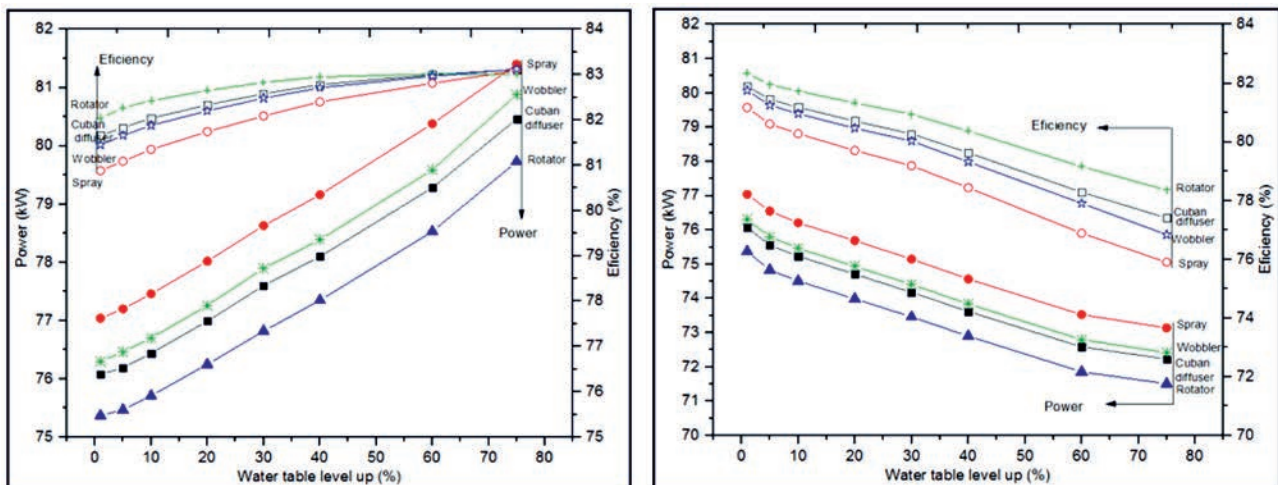 82
81
80
79
78
77
76
75
Power (kW)
Eficiency
Rotator
Cuban
diffuser
Wobbler
Spray
Spray
Wobbler
Cuban
diffuser
Rotator
Power
84
83
82
81
80
79
78
77
76
75
Eficiency (%)
0 10 20 30 40 50 60 70 80
Water table level up (%)
82
81
80
79
78
77
76
75
74
73
72
71
70
Power (kW)
Eficiency
Rotator
Cuban
diffuser
Wobbler
Spray
Spray
Wobbler
Cuban
diffuser
Rotator
Power
84
82
80
78
76
74
72
70
Eficiency (%)
0 10 20 30 40 50 60 70 80
Water table level up (%)